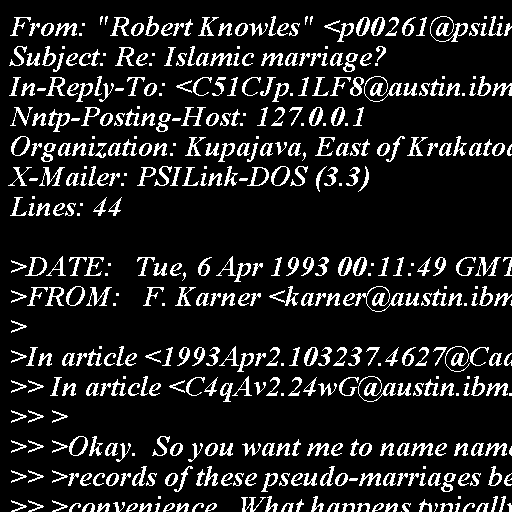 From: "Robert Knowles" <p00261@psilin
Subject: Re: Islamic marriage?
In-Reply-To: <C51CJp.1LF8@austin.ibm
Nntp-Posting-Host: 127.0.0.1
Organization: Kupajava, East of Krakatoa
X-Mailer: PSILink-DOS (3.3)
Lines: 44

>DATE:   Tue, 6 Apr 1993 00:11:49 GMT
>FROM:   F. Karner <karner@austin.ibm
>
>In article <1993Apr2.103237.4627@Cad
>> In article <C4qAv2.24wG@austin.ibm.
>> >
>> >Okay.  So you want me to name name
>> >records of these pseudo-marriages be
>> >convenience.  What happens typically